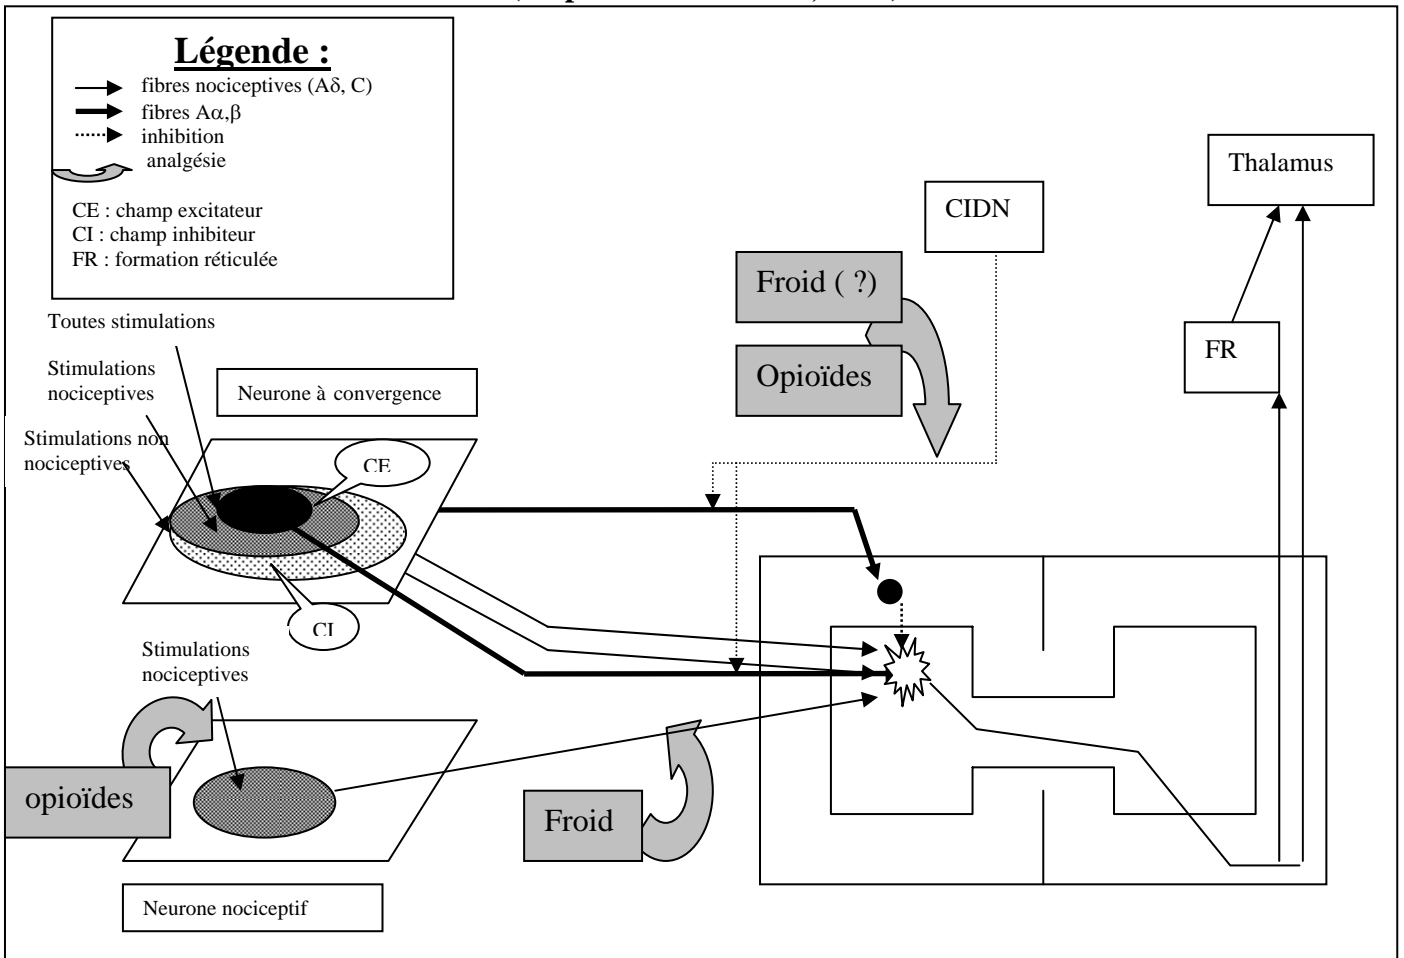 Légende :
fibres nociceptives (Aδ, C)
fibres Aα,β
inhibition
analgésie
CE : champ excitateur
CI : champ inhibiteur
FR : formation réticulée
Toutes stimulations
Stimulations
nociceptives
Stimulations non
nociceptives
Neurone à convergence
CE
CI
Froid ( ?)
Opioïdes
CIDN
Thalamus
FR
Stimulations
nociceptives
opioïdes
Froid
Neurone nociceptif